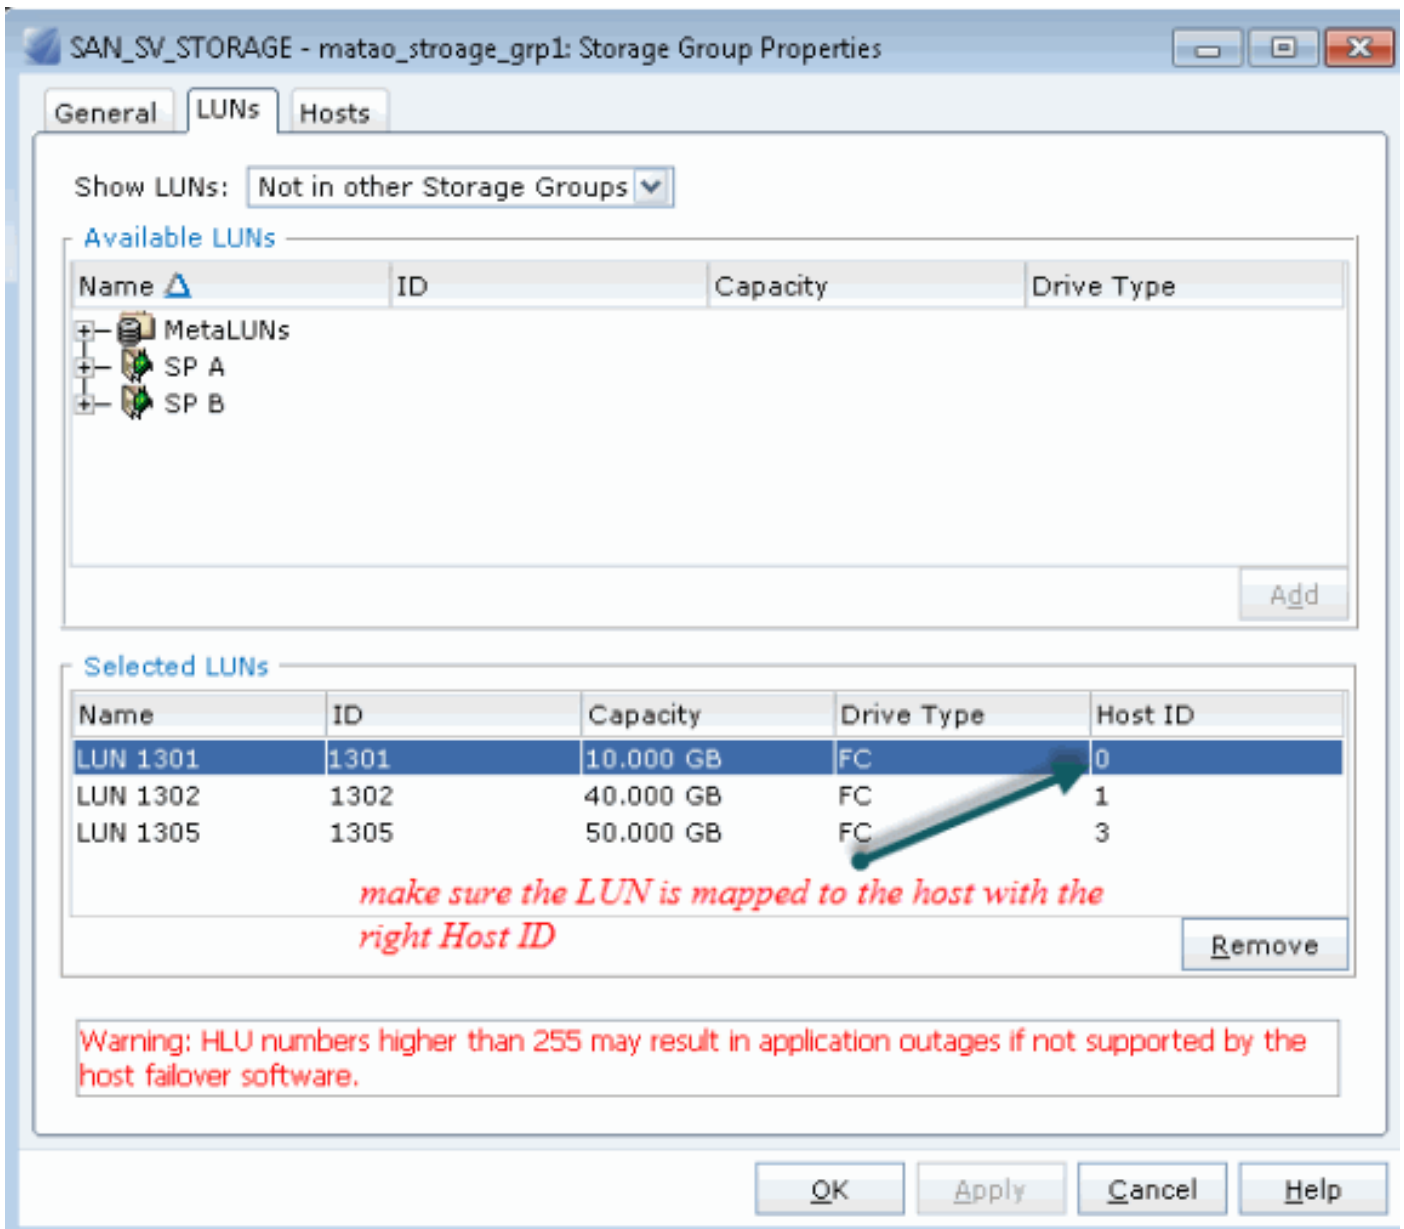 SAN_SV_STORAGE - matao_stroage_grp1: Storage Group Properties
General LUNs Hosts
Show LUNs: Not in other Storage Groups
Available LUNs
Name ID Capacity Drive Type
MetaLUNs
SP A
SP B
Add
Selected LUNs
Name ID Capacity Drive Type Host ID
LUN 1301 1301 10.000 GB FC 0
LUN 1302 1302 40.000 GB FC 1
LUN 1305 1305 50.000 GB FC 3
make sure the LUN is mapped to the host with the
right Host ID
Remove
Warning: HLU numbers higher than 255 may result in application outages if not supported by the
host failover software.
OK Apply Cancel Help